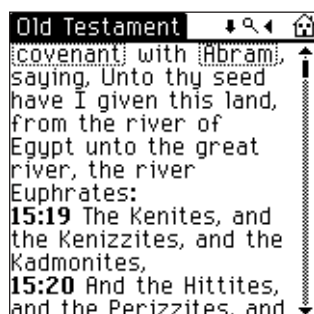 Old Testament
covenant with Abram,
saying, Unto thy seed
have I given this land,
from the river of
Egypt unto the great
river, the river
Euphrates:
15:19 The Kenites, and
the Kenizzites, and the
Kadmonites,
15:20 And the Hittites,
and the Perizzites, and